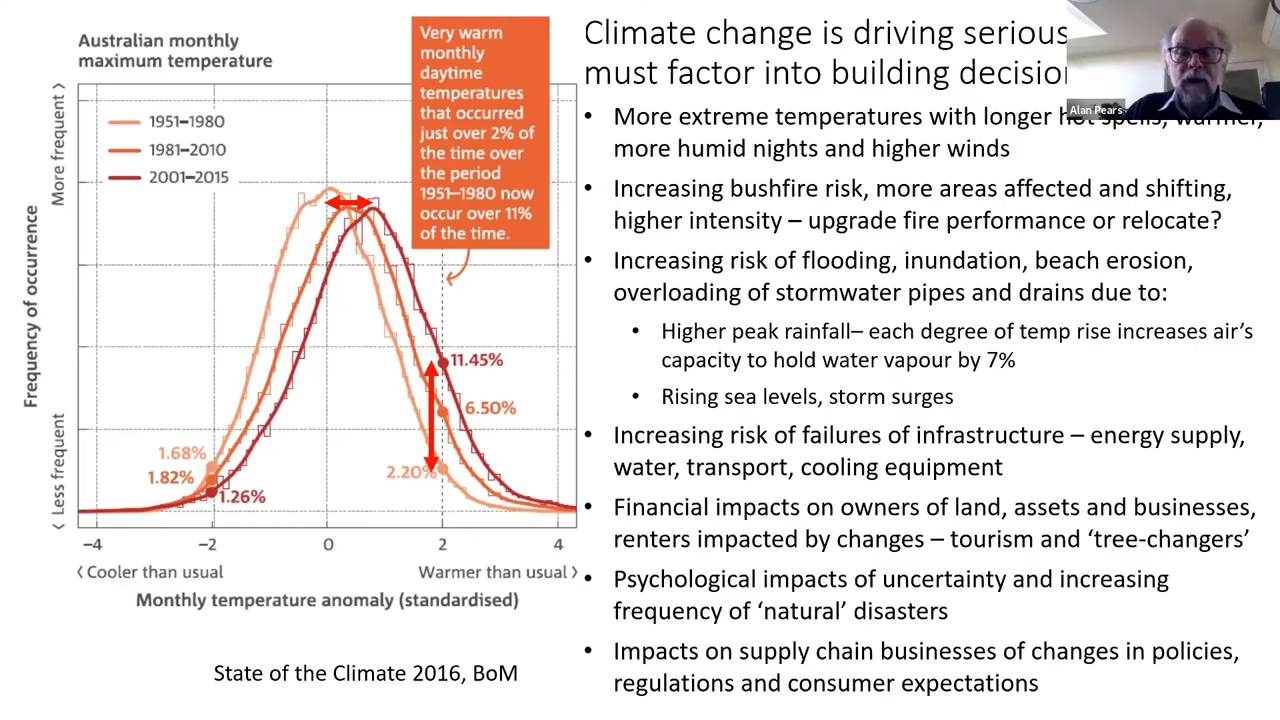 Australian monthly
maximum temperature
1951–1980
1981–2010
2001–2015
Very warm
monthly
daytime
temperatures
that occurred
just over 2% of
the time over
the period
1951–1980 now
occur over 11%
of the time.
< Less frequent
Frequency of occurrence
More frequent >
1.68%
1.82%
1.26%
11.45%
6.50%
2.20%
−4
−2
0
2
4
< Cooler than usual
Warmer than usual >
Monthly temperature anomaly (standardised)
State of the Climate 2016, BoM
Climate change is driving serious
must factor into building
Alan Pears
• More extreme temperatures with longer hot spells, warmer,
more humid nights and higher winds
• Increasing bushfire risk, more areas affected and shifting,
higher intensity – upgrade fire performance or relocate?
• Increasing risk of flooding, inundation, beach erosion,
overloading of stormwater pipes and drains due to:
• Higher peak rainfall– each degree of temp rise increases air's
capacity to hold water vapour by 7%
• Rising sea levels, storm surges
• Increasing risk of failures of infrastructure – energy supply,
water, transport, cooling equipment
• Financial impacts on owners of land, assets and businesses,
renters impacted by changes – tourism and 'tree-changers'
• Psychological impacts of uncertainty and increasing
frequency of 'natural' disasters
• Impacts on supply chain businesses of changes in policies,
regulations and consumer expectations